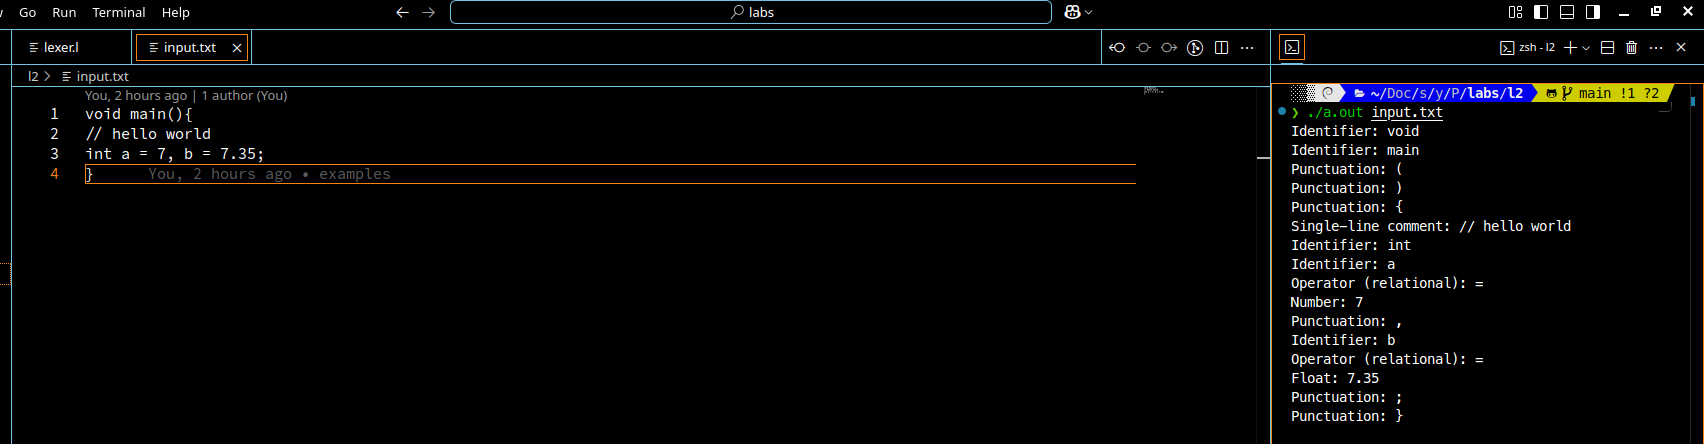 Go Run Terminal Help
labs
lexer.l
input.txt
l2 > input.txt
You, 2 hours ago | 1 author (You)
1 void main(){
2 // hello world
3 int a = 7, b = 7.35;
4 } You, 2 hours ago • examples
zsh - l2
~/Doc/s/y/P/labs/l2 main !1 ?2
❯ ./a.out input.txt
Identifier: void
Identifier: main
Punctuation: (
Punctuation: )
Punctuation: {
Single-line comment: // hello world
Identifier: int
Identifier: a
Operator (relational): =
Number: 7
Punctuation: ,
Identifier: b
Operator (relational): =
Float: 7.35
Punctuation: ;
Punctuation: }